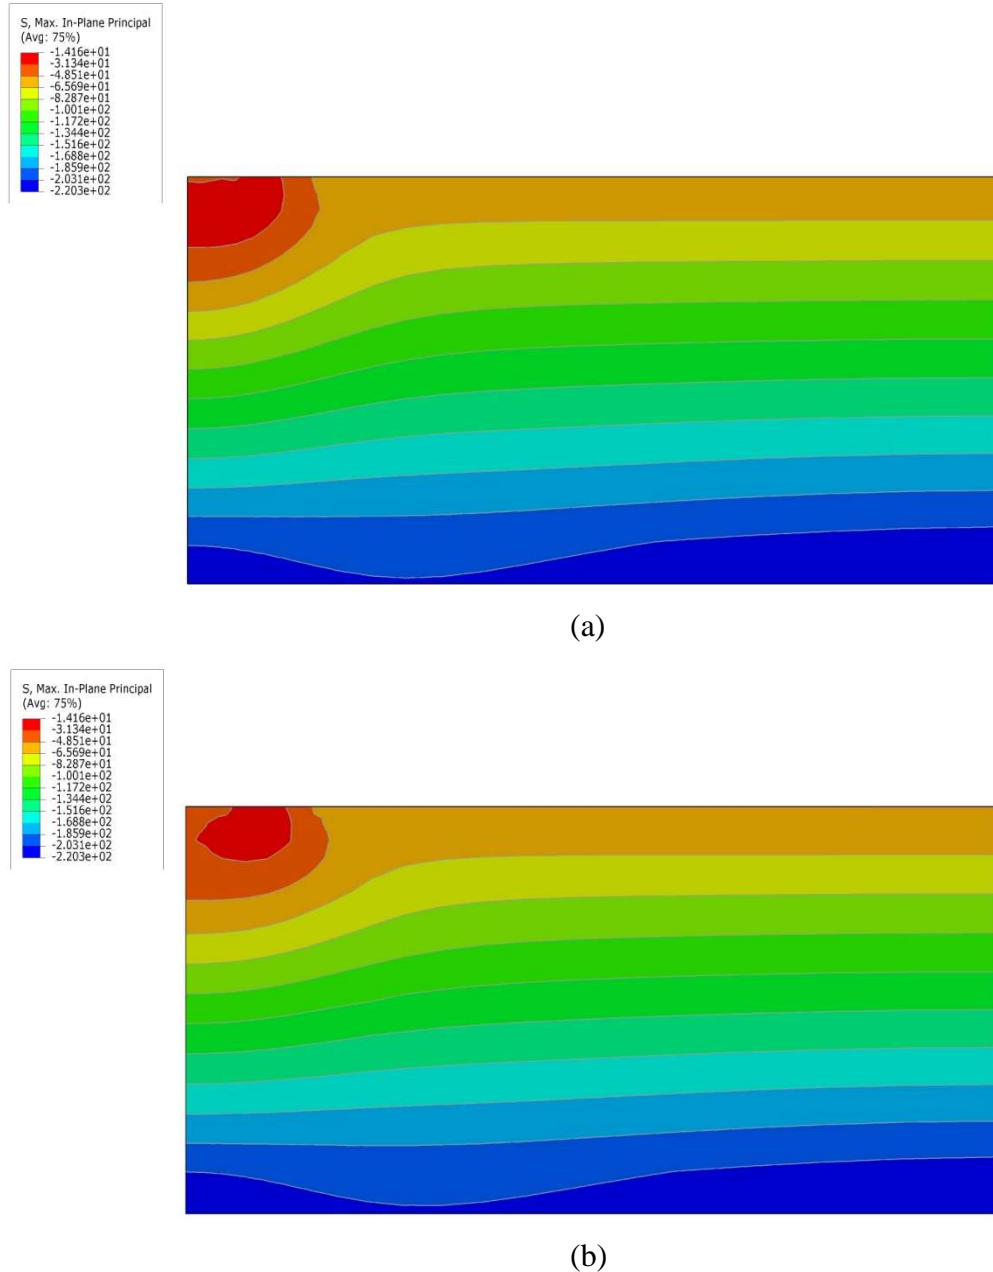 S, Max. In-Plane Principal
(Avg: 75%)
-1.416e+01
-3.134e+01
-4.851e+01
-6.569e+01
-8.287e+01
-1.001e+02
-1.172e+02
-1.344e+02
-1.516e+02
-1.688e+02
-1.859e+02
-2.031e+02
-2.203e+02
(a)
S, Max. In-Plane Principal
(Avg: 75%)
-1.416e+01
-3.134e+01
-4.851e+01
-6.569e+01
-8.287e+01
-1.001e+02
-1.172e+02
-1.344e+02
-1.516e+02
-1.688e+02
-1.859e+02
-2.031e+02
-2.203e+02
(b)